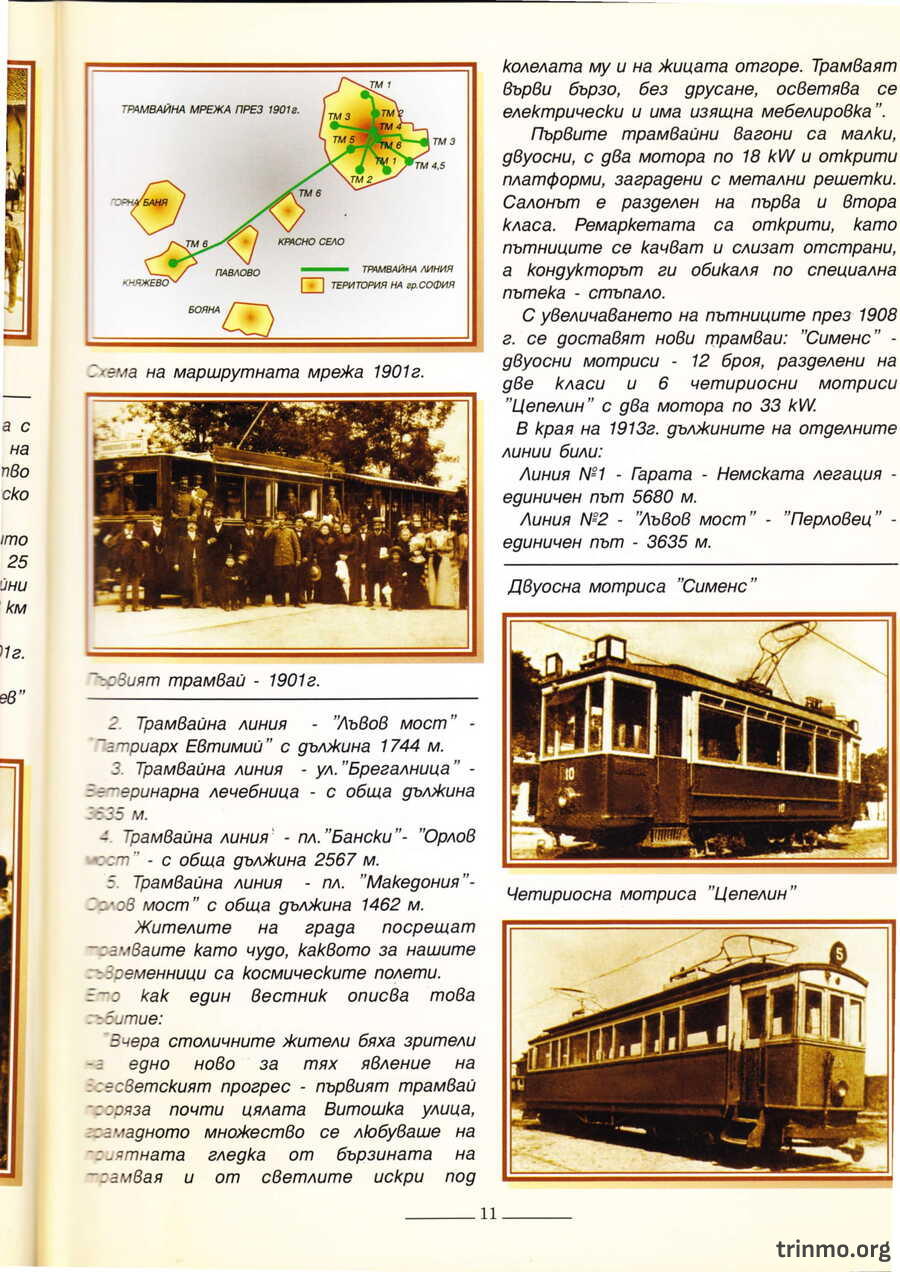 а с
на
тво
ско
ито
25
йни
км
01г.
ев"
ТРАМВАЙНА МРЕЖА ПРЕЗ 1901г.
ТМ 1
ТМ 2
ТМ 3
ТМ 4
ТМ 5
ТМ 6
ТМ 3
ТМ 1
ТМ 4,5
ТМ 2
ТМ 6
ГОРНА БАНЯ
ТМ 6
КРАСНО СЕЛО
ПАВЛОВО
КНЯЖЕВО
БОЯНА
ТРАМВАЙНА ЛИНИЯ
ТЕРИТОРИЯ НА гр.СОФИЯ
Схема на маршрутната мрежа 1901г.
Първият трамвай - 1901г.
2. Трамвайна линия - "Лъвов мост" -
"Патриарх Евтимий" с дължина 1744 м.
3. Трамвайна линия - ул."Брегалница" -
Ветеринарна лечебница - с обща дължина
3635 м.
4. Трамвайна линия - пл."Бански"- "Орлов
мост" - с обща дължина 2567 м.
5. Трамвайна линия - пл. "Македония"-
Орлов мост" с обща дължина 1462 м.
Жителите на града посрещат
трамваите като чудо, каквото за нашите
съвременници са космическите полети.
Ето как един вестник описва това
събитие:
"Вчера столичните жители бяха зрители
на едно ново за тях явление на
всесветският прогрес - първият трамвай
проряза почти цялата Витошка улица,
грамадното множество се любуваше на
приятната гледка от бързината на
трамвая и от светлите искри под
колелата му и на жицата отгоре. Трамваят
върви бързо, без друсане, осветява се
електрически и има изящна мебелировка".
Първите трамвайни вагони са малки,
двуосни, с два мотора по 18 kW и открити
платформи, заградени с метални решетки.
Салонът е разделен на първа и втора
класа. Ремаркетата са открити, като
пътниците се качват и слизат отстрани,
а кондукторът ги обикаля по специална
пътека - стъпало.
С увеличаването на пътниците през 1908
г. се доставят нови трамваи: "Сименс" -
двуосни мотриси - 12 броя, разделени на
две класи и 6 четириосни мотриси
"Цепелин" с два мотора по 33 kW.
В края на 1913г. дължините на отделните
линии били:
Линия №1 - Гарата - Немската легация -
единичен път 5680 м.
Линия №2 - "Лъвов мост" - "Перловец" -
единичен път - 3635 м.
Двуосна мотриса "Сименс"
10
10
Четириосна мотриса "Цепелин"
5
11
trinmo.org